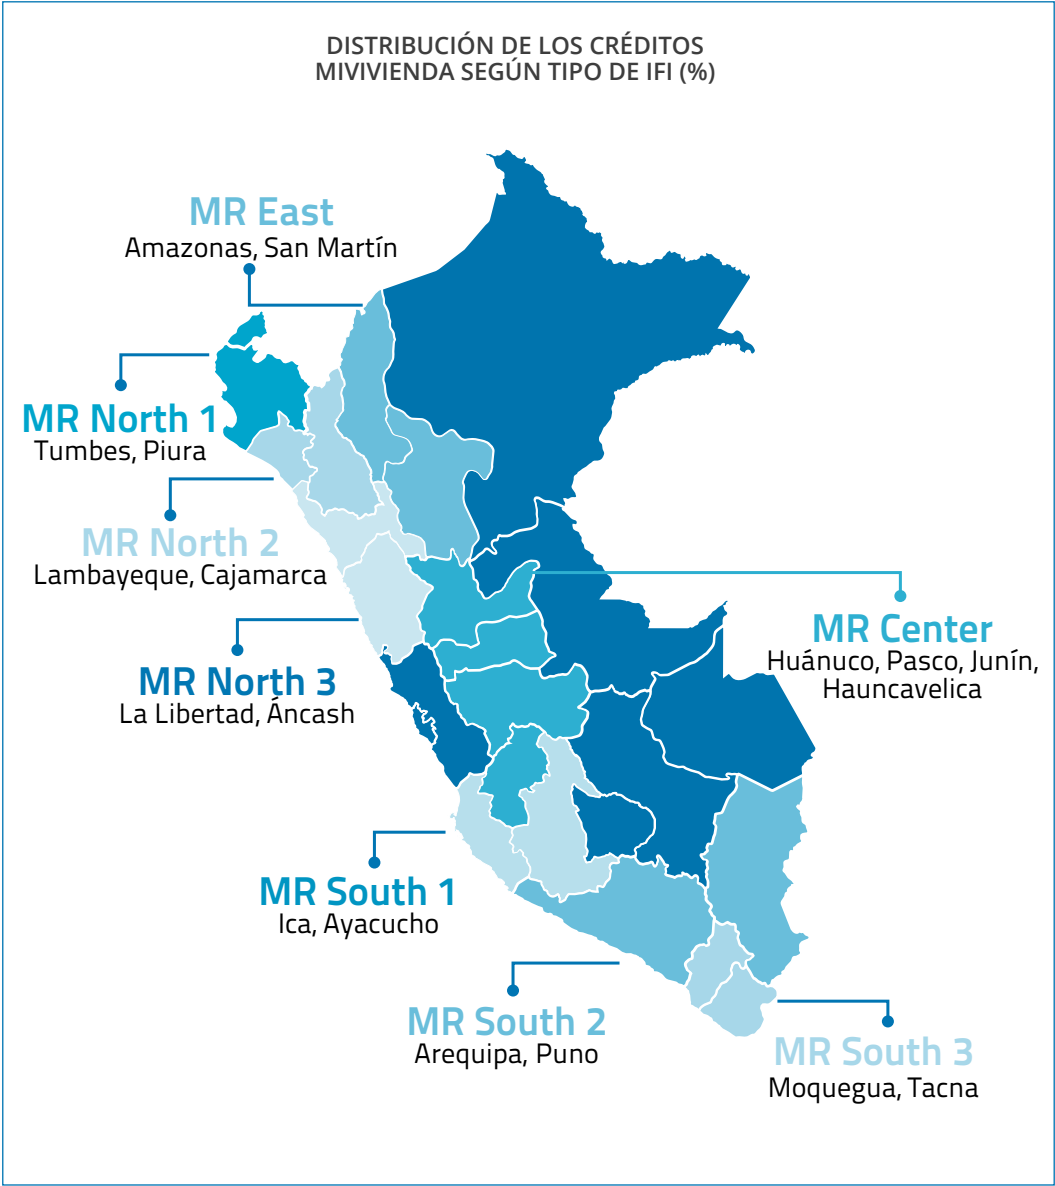 DISTRIBUCIÓN DE LOS CRÉDITOS
MIVIVIENDA SEGÚN TIPO DE IFI (%)
MR East
Amazonas, San Martín
MR North 1
Tumbes, Piura
MR North 2
Lambayeque, Cajamarca
MR Center
Huánuco, Pasco, Junín,
Hauncavelica
MR North 3
La Libertad, Áncash
MR South 1
Ica, Ayacucho
MR South 2
Arequipa, Puno
MR South 3
Moquegua, Tacna